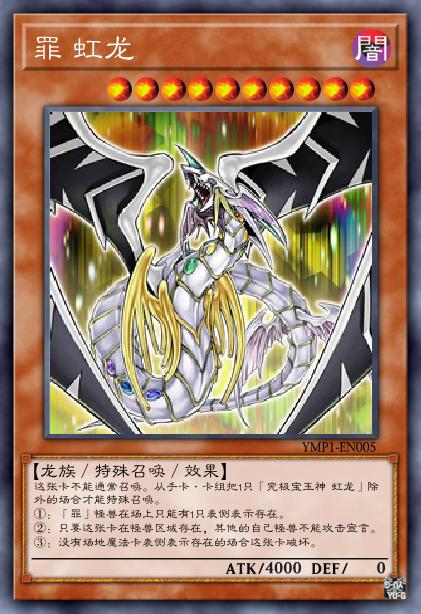 罪 虹龙
闇
YMP1-EN005
【龙族／特殊召唤／效果】
这张卡不能通常召唤。从手卡·卡组把1只「究极宝玉神 虹龙」除
外的场合才能特殊召唤。
①：「罪」怪兽在场上只能有1只表侧表示存在。
②：只要这张卡在怪兽区域存在，其他的自己怪兽不能攻击宣言。
③：没有场地魔法卡表侧表示存在的场合这张卡破坏。
ATK/4000 DEF/ 0